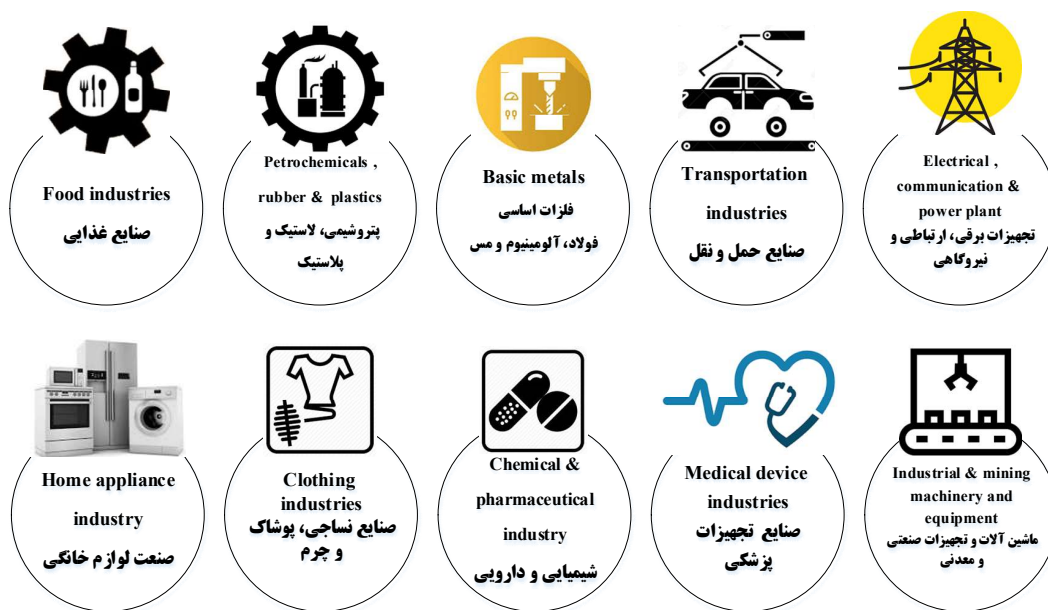 Food industries
صنایع غذایی
Petrochemicals ,
rubber & plastics
پتروشیمی، لاستیک و
پلاستیک
Basic metals
فلزات اساسی
فولاد، آلومینیوم و مس
Transportation
industries
صنایع حمل و نقل
Electrical ,
communication &
power plant
تجهیزات برقی، ارتباطی و
نیروگاهی
Home appliance
industry
صنعت لوازم خانگی
Clothing
industries
صنایع نساجی، پوشاک
و چرم
Chemical &
pharmaceutical
industry
شیمیایی و دارویی
Medical device
industries
صنایع تجهیزات
پزشکی
Industrial & mining
machinery and
equipment
ماشین آلات و تجهیزات صنعتی
و معدنی